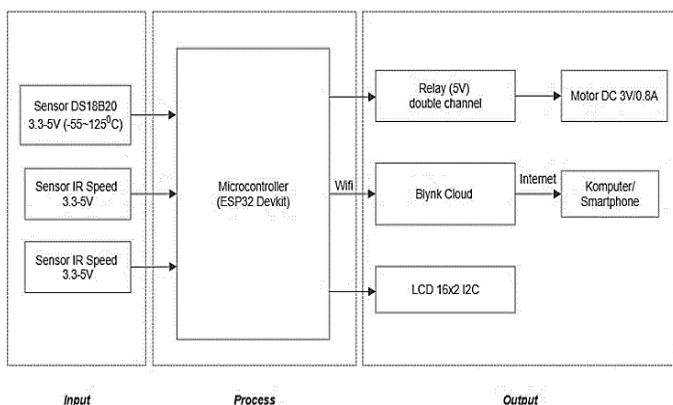 Sensor DS18B20
3.3-5V (-55~125⁰C)
Sensor IR Speed
3.3-5V
Sensor IR Speed
3.3-5V
Microcontroller
(ESP32 Devkit)
Wifi
Relay (5V)
double channel
Motor DC 3V/0.8A
Blynk Cloud
Internet
Komputer/
Smartphone
LCD 16x2 I2C
Input
Process
Output